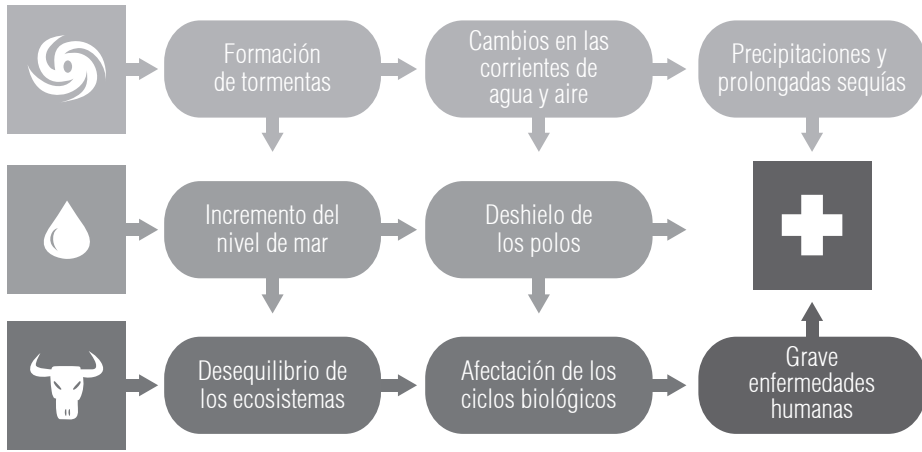 Formación
de tormentas
Cambios en las
corrientes de
agua y aire
Precipitaciones y
prolongadas sequías
Incremento del
nivel de mar
Deshielo de
los polos
Desequilibrio de
los ecosistemas
Afectación de los
ciclos biológicos
Grave
enfermedades
humanas